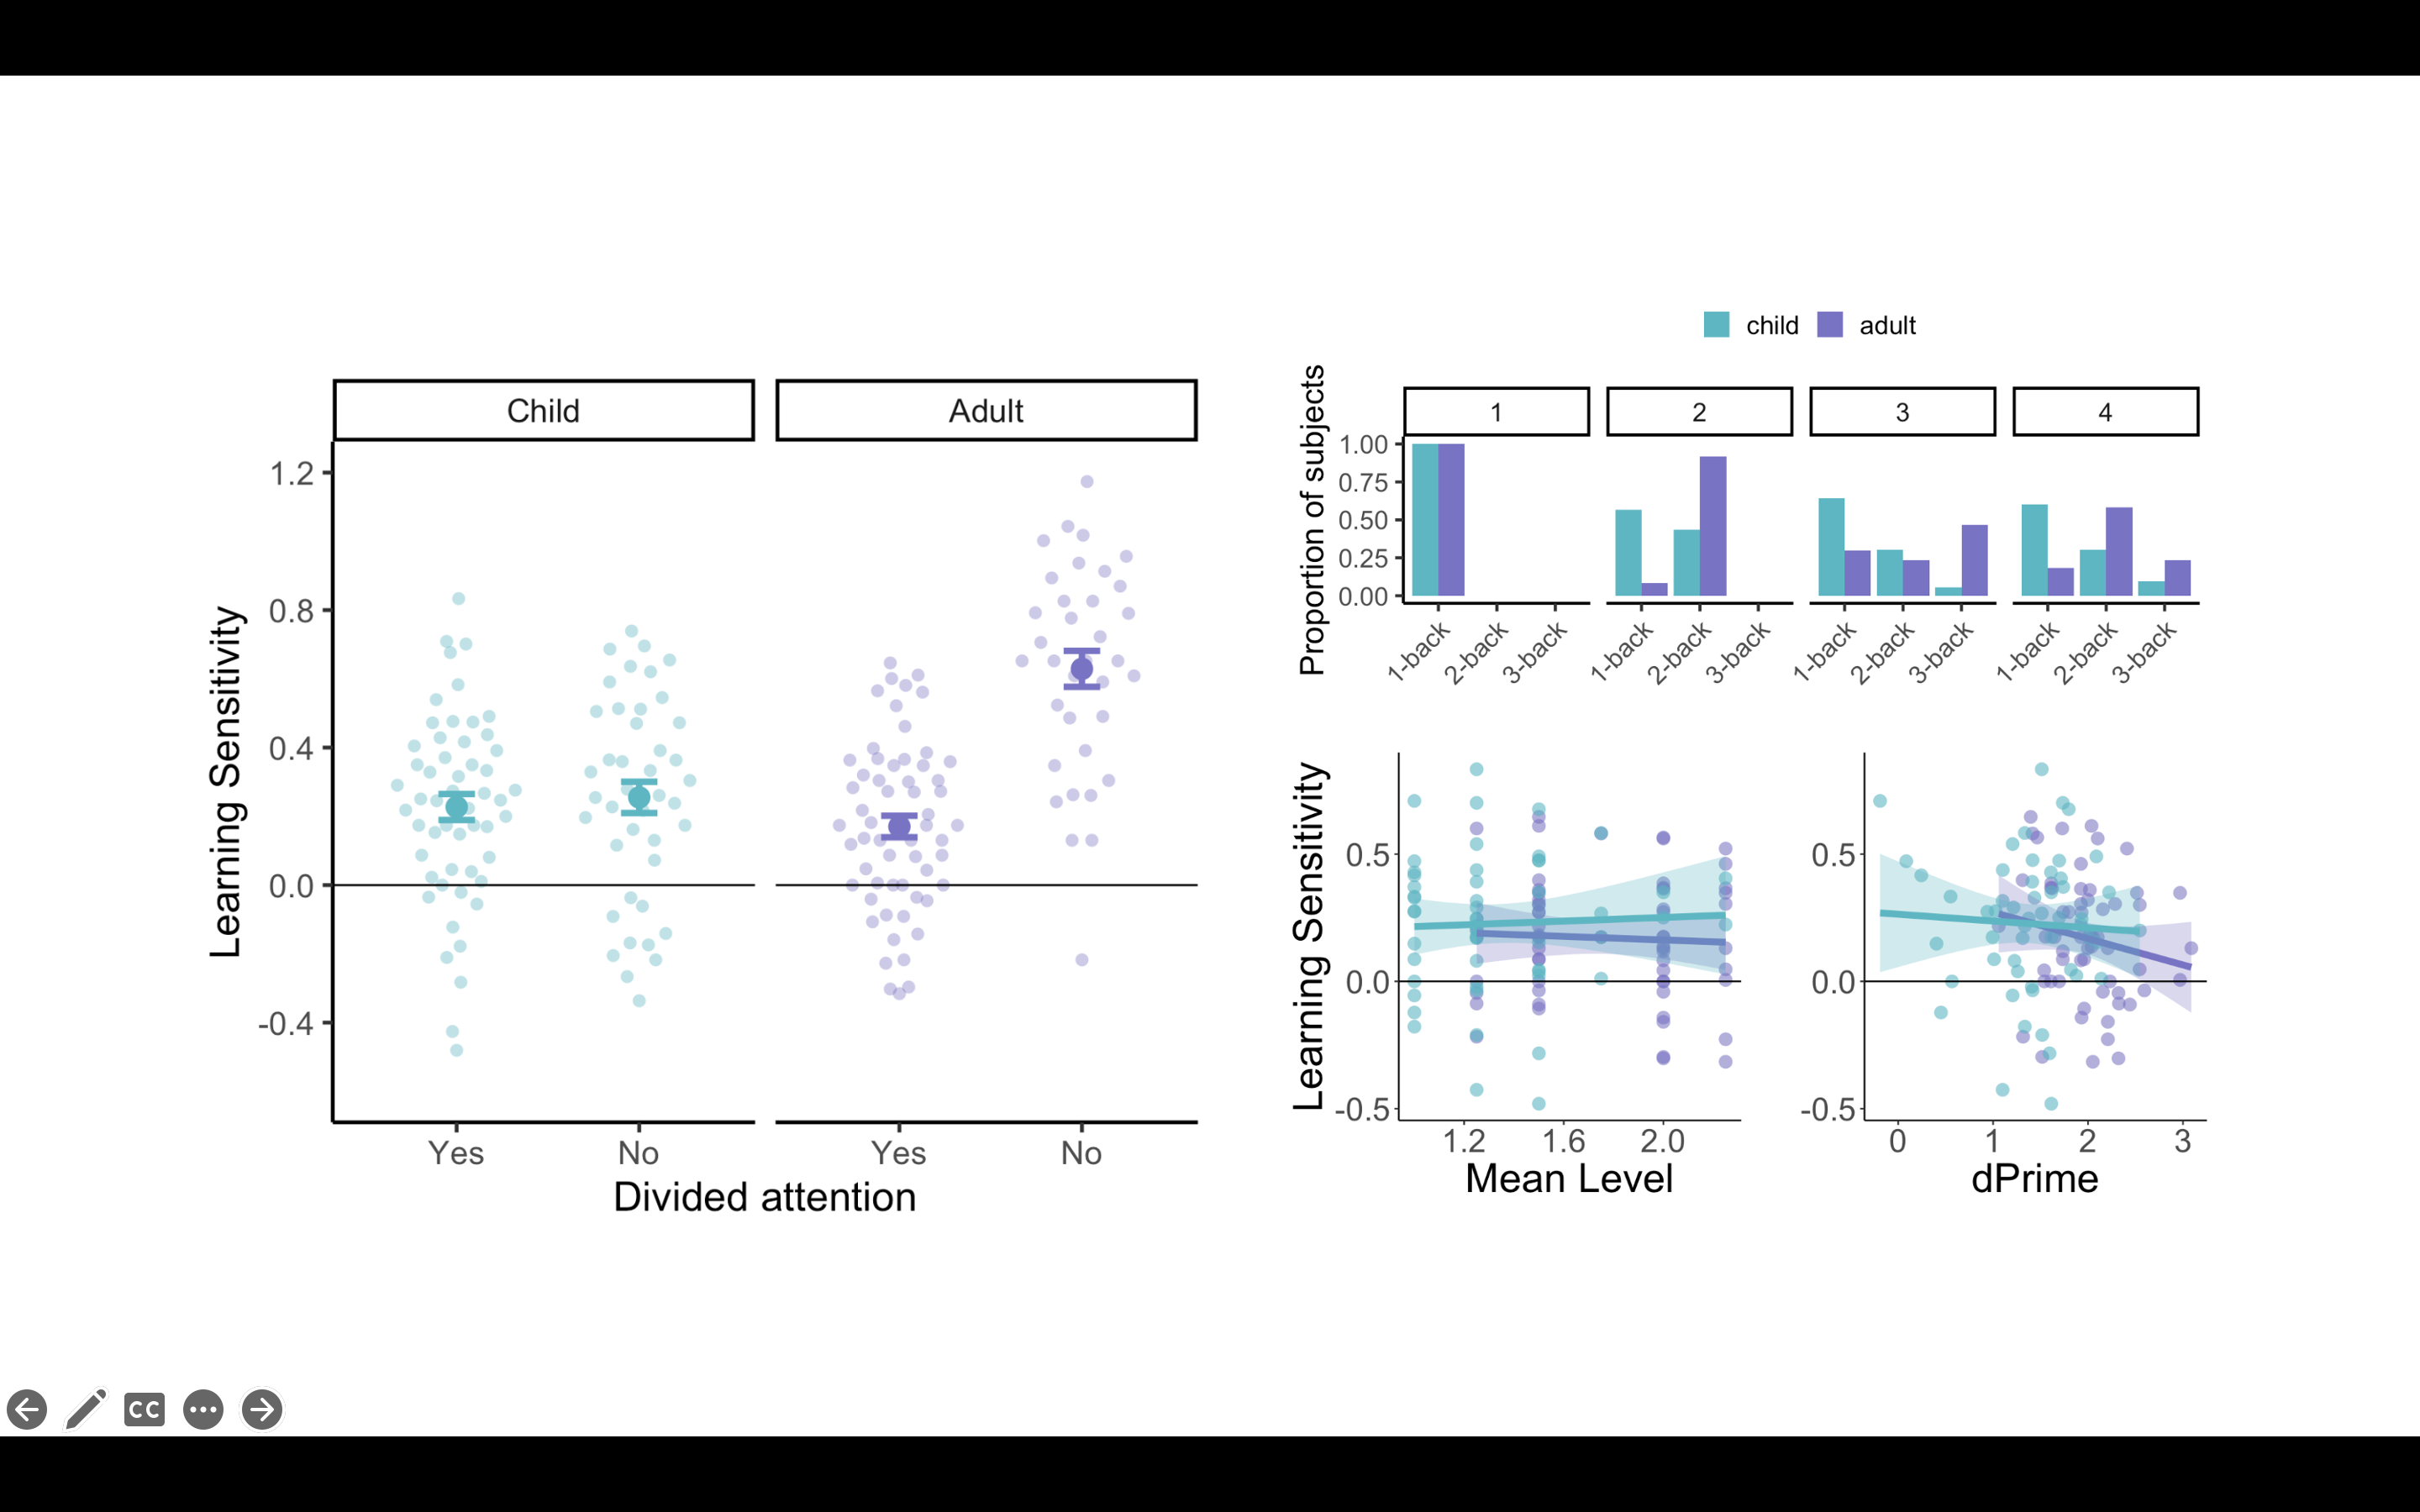 Child
Adult
Learning Sensitivity
1.2
0.8
0.4
0.0
-0.4
Yes
No
Yes
No
Divided attention
child
adult
Proportion of subjects
1
2
3
4
1.00
0.75
0.50
0.25
0.00
1-back
2-back
3-back
1-back
2-back
3-back
1-back
2-back
3-back
1-back
2-back
3-back
Learning Sensitivity
0.5
0.0
-0.5
1.2
1.6
2.0
Mean Level
0.5
0.0
-0.5
0
1
2
3
dPrime
CC